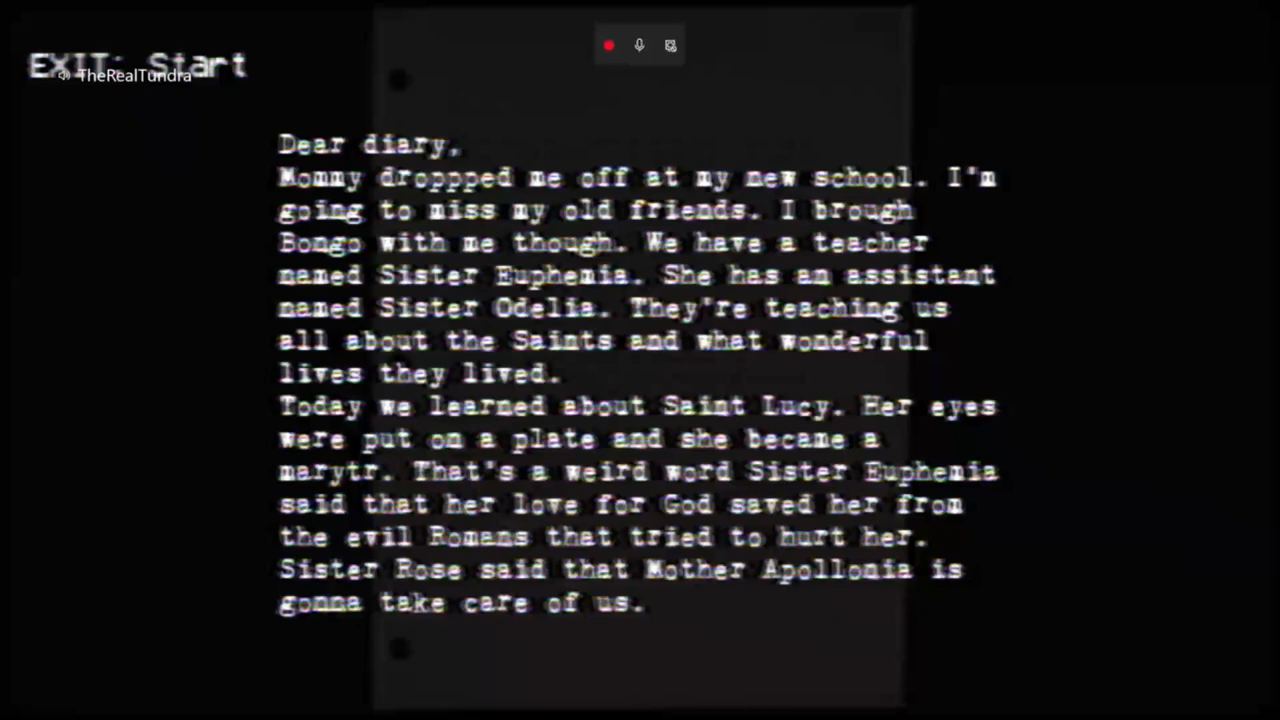 EXIT: Start
TheRealTundra
Dear diary,
Mommy droppped me off at my new school. I'm
going to miss my old friends. I brough
Bongo with me though. We have a teacher
named Sister Euphemia. She has an assistant
named Sister Odelia. They're teaching us
all about the Saints and what wonderful
lives they lived.
Today we learned about Saint Lucy. Her eyes
were put on a plate and she became a
marytr. That's a weird word Sister Euphemia
said that her love for God saved her from
the evil Romans that tried to hurt her.
Sister Rose said that Mother Apollonia is
gonna take care of us.